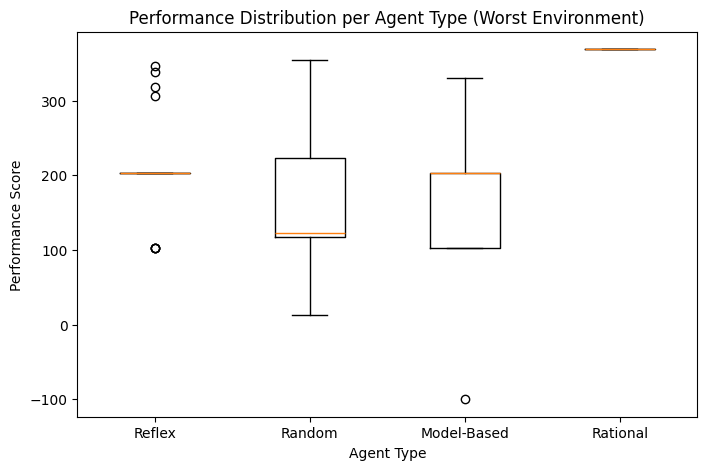 Performance Distribution per Agent Type (Worst Environment)
Performance Score
300
200
100
0
−100
Reflex
Random
Model-Based
Rational
Agent Type